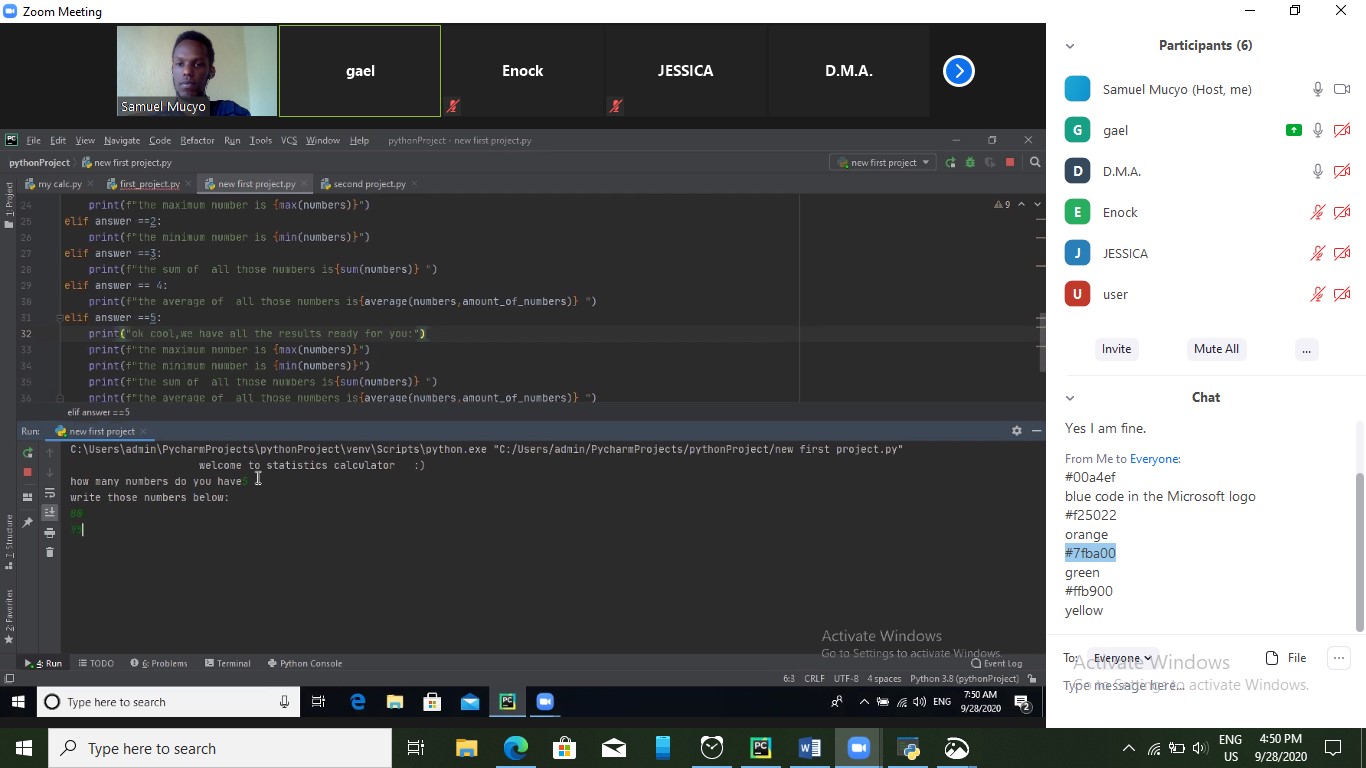 Zoom Meeting
Samuel Mucyo
gael
Enock
JESSICA
D.M.A.
PC File Edit View Navigate Code Refactor Run Tools VCS Window Help pythonProject - new first project.py
pythonProject new first project.py
new first project
my calc.py first_project.py new first project.py second project.py
1: Project
9
24 print(f"the maximum number is {max(numbers)}")
25 elif answer ==2:
26 print(f"the minimum number is {min(numbers)}")
27 elif answer ==3:
28 print(f"the sum of  all those numbers is{sum(numbers)} ")
29 elif answer == 4:
30 print(f"the average of  all those numbers is{average(numbers,amount_of_numbers)} ")
31 elif answer ==5:
32 print("ok cool,we have all the results ready for you:")
33 print(f"the maximum number is {max(numbers)}")
34 print(f"the minimum number is {min(numbers)}")
35 print(f"the sum of  all those numbers is{sum(numbers)} ")
36 print(f"the average of  all those numbers is{average(numbers,amount_of_numbers)} ")
elif answer ==5
Run: new first project
C:\Users\admin\PycharmProjects\pythonProject\venv\Scripts\python.exe "C:/Users/admin/PycharmProjects/pythonProject/new first project.py"
welcome to statistics calculator   :)
how many numbers do you have5
write those numbers below:
80
7: Structure
2: Favorites
Activate Windows
Go to Settings to activate Windows.
4: Run TODO 6: Problems Terminal Python Console Event Log
6:3 CRLF UTF-8 4 spaces Python 3.8 (pythonProject)
Type here to search
ENG
7:50 AM
9/28/2020
2
Participants (6)
Samuel Mucyo (Host, me)
G gael
D D.M.A.
E Enock
J JESSICA
U user
Invite Mute All ...
Chat
Yes I am fine.
From Me to Everyone:
#00a4ef
blue code in the Microsoft logo
#f25022
orange
#7fba00
green
#ffb900
yellow
To: Everyone File ...
Type message here...
Activate Windows
Go to Settings to activate Windows.
Type here to search
PC
ENG
US
4:50 PM
9/28/2020